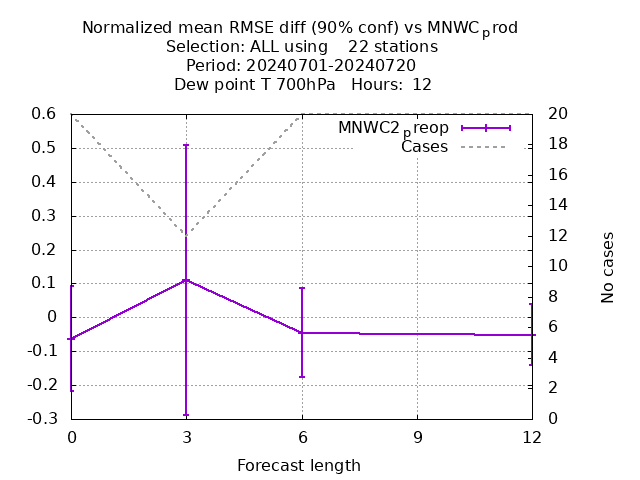 Normalized mean RMSE diff (90% conf) vs MNWC_prod
Selection: ALL using    22 stations
Period: 20240701-20240720
Dew point T 700hPa   Hours:  12
MNWC2_preop
Cases
0.6
0.5
0.4
0.3
0.2
0.1
0
-0.1
-0.2
-0.3
20
18
16
14
12
10
8
6
4
2
0
No cases
0 3 6 9 12
Forecast length